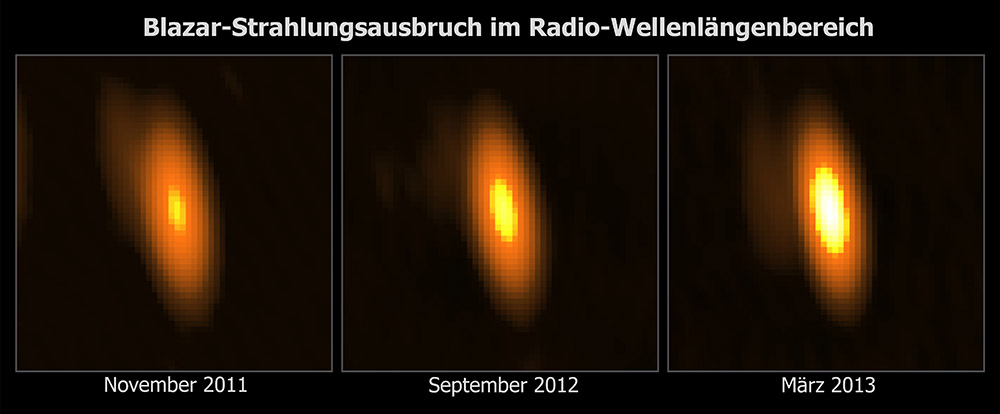 Blazar-Strahlungsausbruch im Radio-Wellenlängenbereich
November 2011
September 2012
März 2013